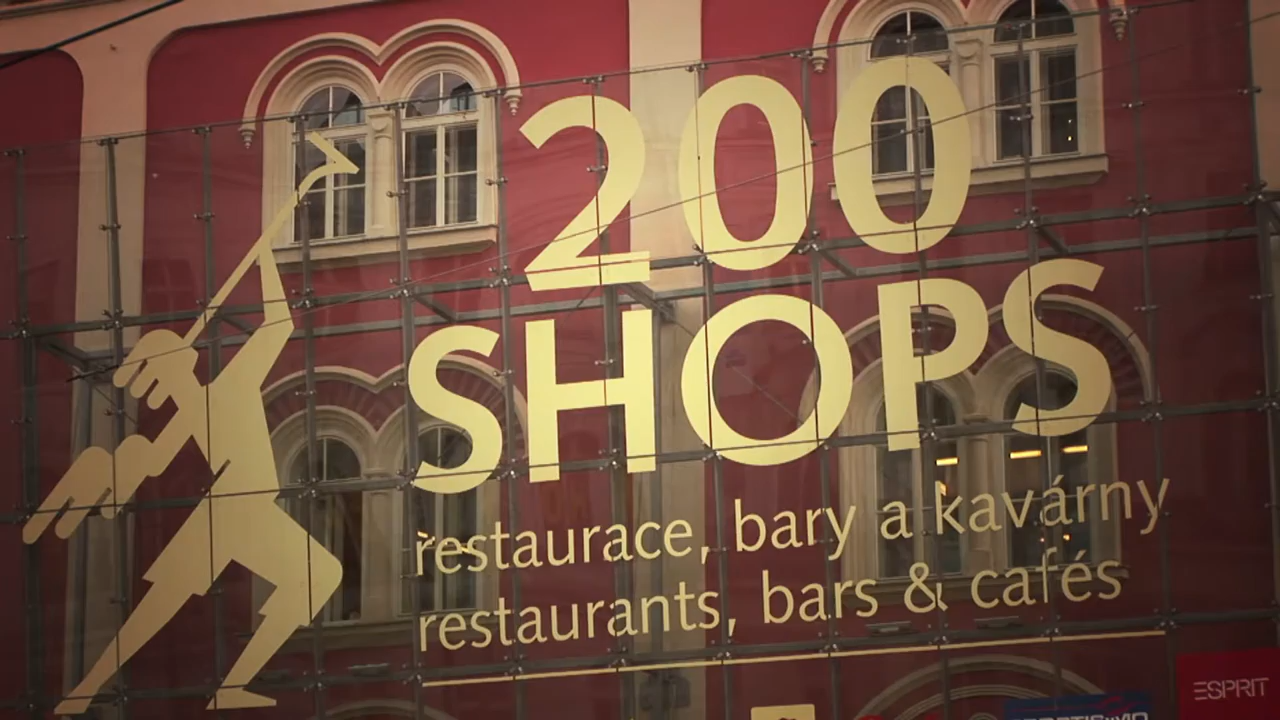 200
SHOPS
restaurace, bary a kavárny
restaurants, bars & cafés
ESPRIT